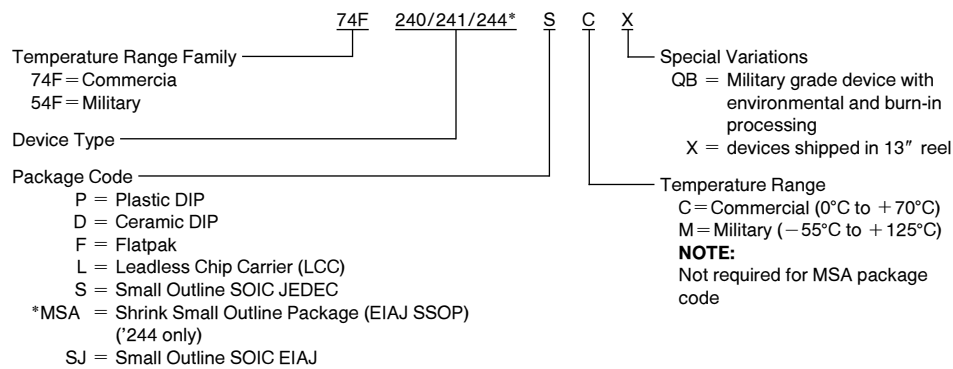 74F 240/241/244* S C X
Temperature Range Family
74F = Commercia
54F = Military
Device Type
Package Code
P = Plastic DIP
D = Ceramic DIP
F = Flatpak
L = Leadless Chip Carrier (LCC)
S = Small Outline SOIC JEDEC
*MSA = Shrink Small Outline Package (EIAJ SSOP)
('244 only)
SJ = Small Outline SOIC EIAJ
Special Variations
QB = Military grade device with
environmental and burn-in
processing
X = devices shipped in 13″ reel
Temperature Range
C = Commercial (0°C to +70°C)
M = Military (−55°C to +125°C)
NOTE:
Not required for MSA package
code